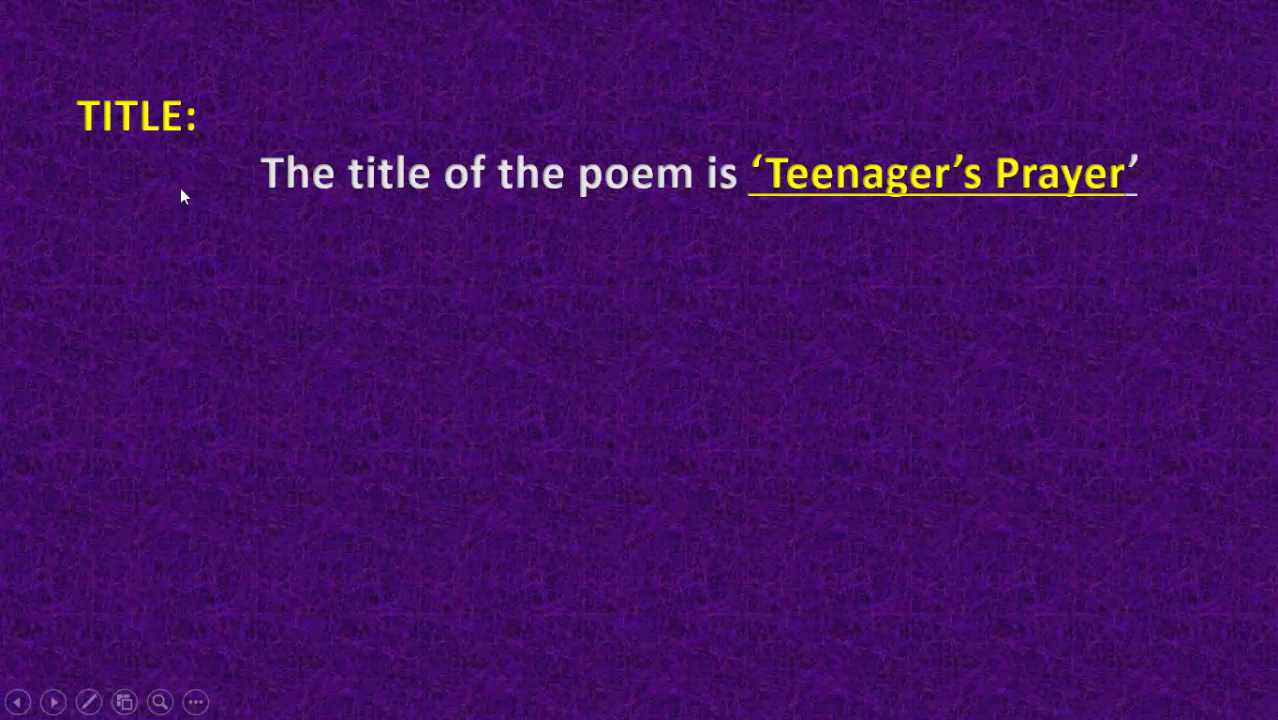 TITLE:
The title of the poem is ‘Teenager’s Prayer’